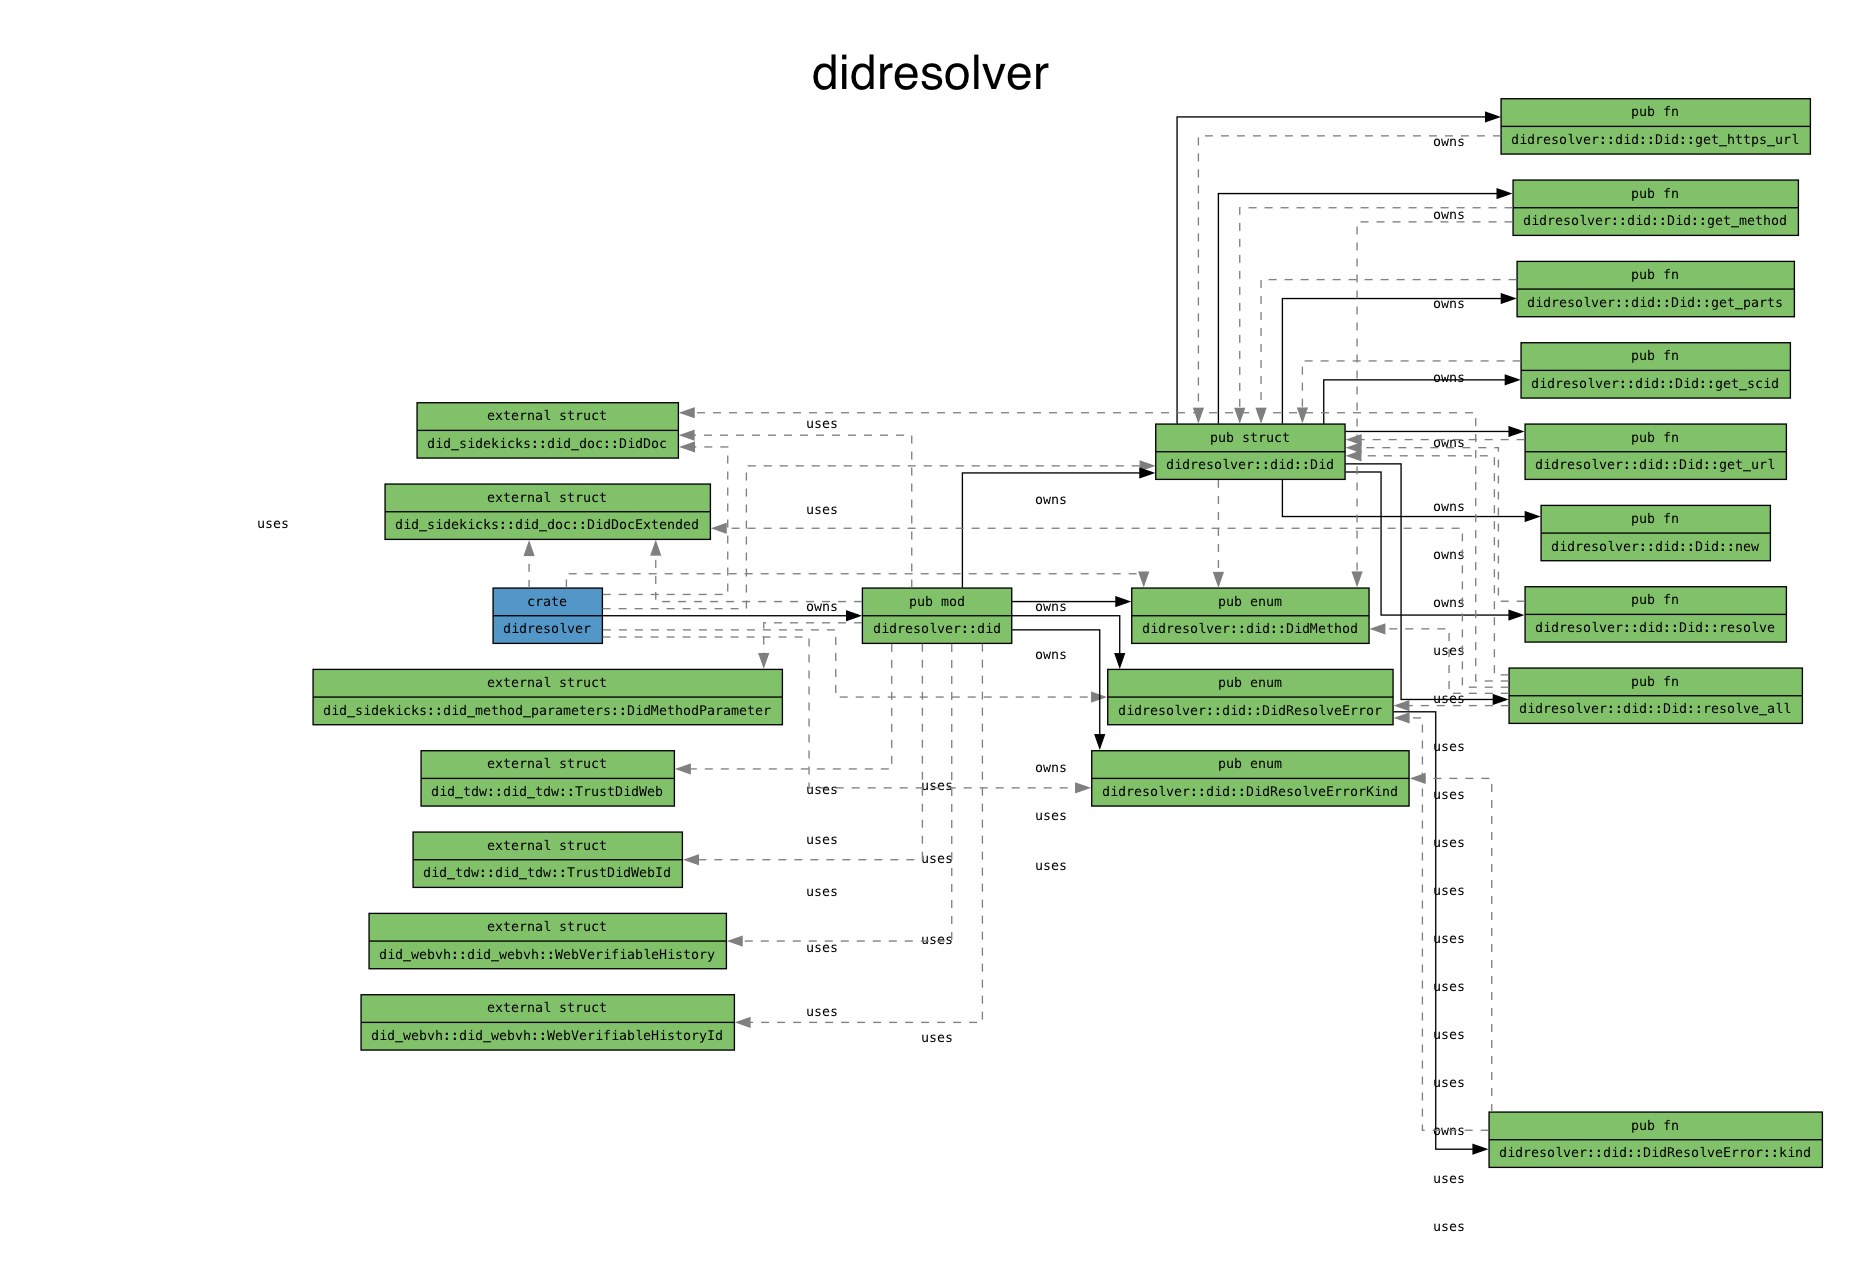 didresolver
pub fn
didresolver::did::Did::get_https_url
owns
pub fn
didresolver::did::Did::get_method
owns
pub fn
didresolver::did::Did::get_parts
owns
pub fn
didresolver::did::Did::get_scid
owns
external struct
did_sidekicks::did_doc::DidDoc
uses
pub struct
didresolver::did::Did
owns
pub fn
didresolver::did::Did::get_url
external struct
did_sidekicks::did_doc::DidDocExtended
uses
uses
owns
owns
pub fn
didresolver::did::Did::new
owns
crate
didresolver
owns
pub mod
didresolver::did
owns
pub enum
didresolver::did::DidMethod
owns
pub fn
didresolver::did::Did::resolve
owns
uses
external struct
did_sidekicks::did_method_parameters::DidMethodParameter
pub enum
didresolver::did::DidResolveError
uses
pub fn
didresolver::did::Did::resolve_all
uses
external struct
did_tdw::did_tdw::TrustDidWeb
uses
uses
owns
pub enum
didresolver::did::DidResolveErrorKind
uses
external struct
did_tdw::did_tdw::TrustDidWebId
uses
uses
uses
uses
uses
uses
uses
external struct
did_webvh::did_webvh::WebVerifiableHistory
uses
uses
uses
uses
external struct
did_webvh::did_webvh::WebVerifiableHistoryId
uses
uses
uses
uses
owns
pub fn
didresolver::did::DidResolveError::kind
uses
uses